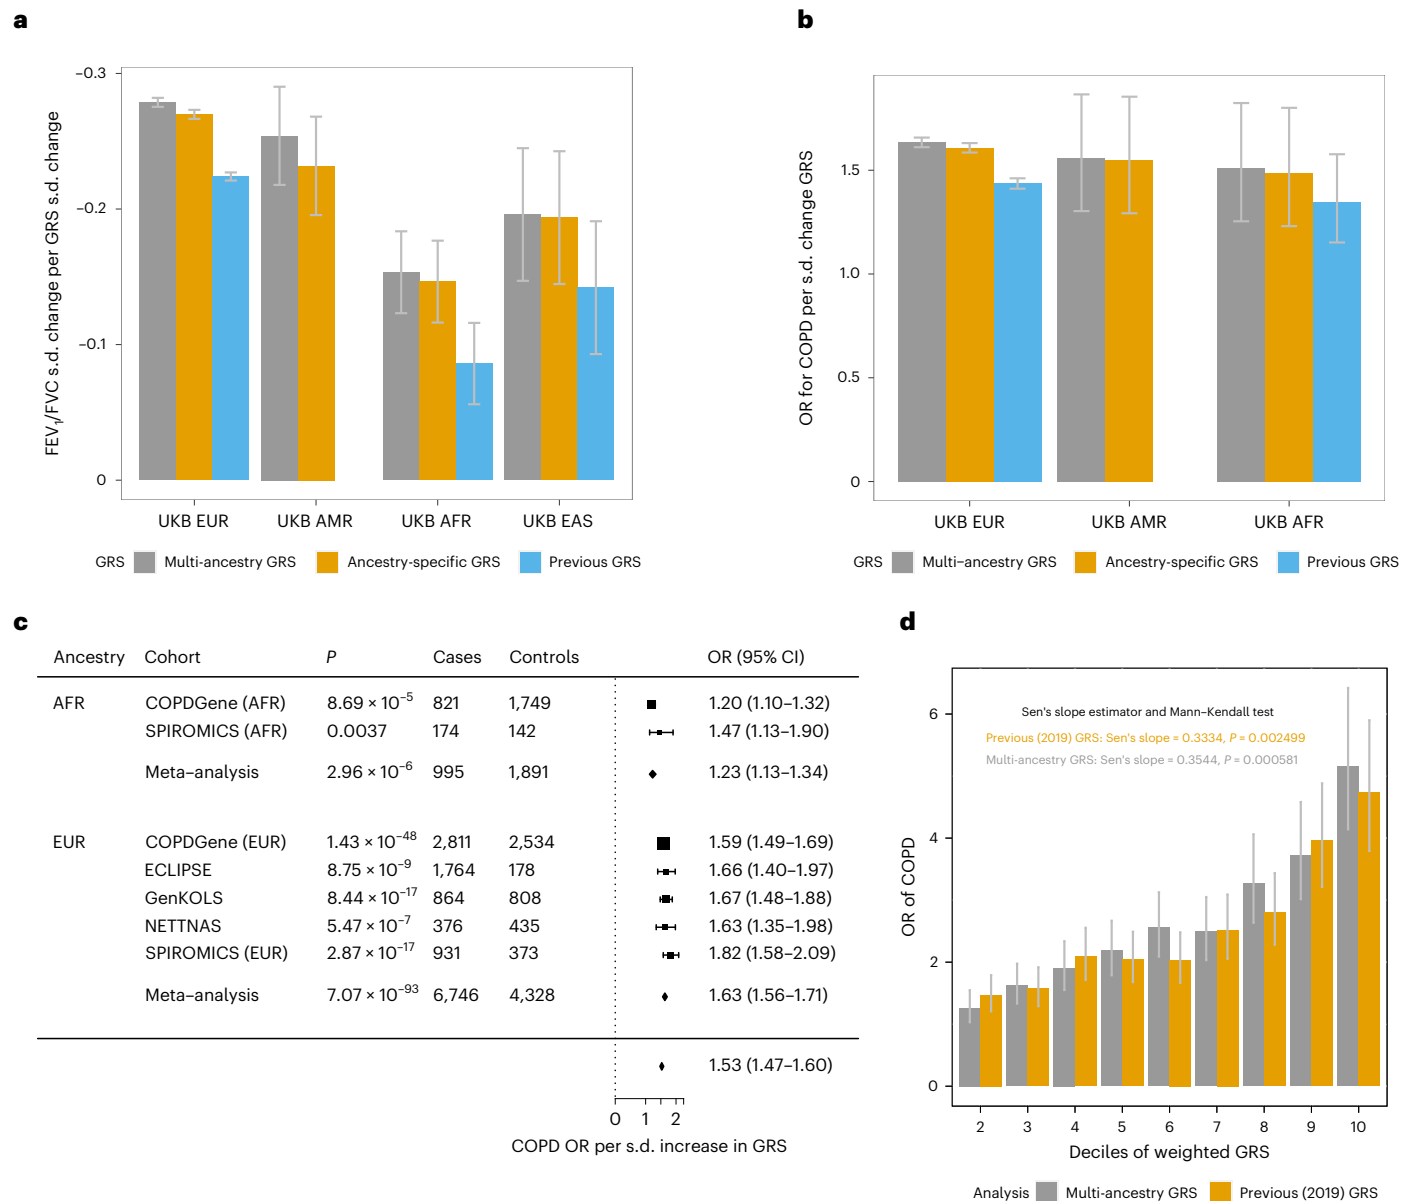 a
−0.3
−0.2
−0.1
0
FEV1/FVC s.d. change per GRS s.d. change
UKB EUR UKB AMR UKB AFR UKB EAS
GRS Multi-ancestry GRS Ancestry-specific GRS Previous GRS
b
1.5
1.0
0.5
0
OR for COPD per s.d. change GRS
UKB EUR UKB AMR UKB AFR
GRS Multi−ancestry GRS Ancestry-specific GRS Previous GRS
c
Ancestry Cohort P Cases Controls OR (95% CI)
AFR COPDGene (AFR) 8.69 × 10−5 821 1,749 1.20 (1.10–1.32)
SPIROMICS (AFR) 0.0037 174 142 1.47 (1.13–1.90)
Meta−analysis 2.96 × 10−6 995 1,891 1.23 (1.13–1.34)
EUR COPDGene (EUR) 1.43 × 10−48 2,811 2,534 1.59 (1.49–1.69)
ECLIPSE 8.75 × 10−9 1,764 178 1.66 (1.40–1.97)
GenKOLS 8.44 × 10−17 864 808 1.67 (1.48–1.88)
NETTNAS 5.47 × 10−7 376 435 1.63 (1.35–1.98)
SPIROMICS (EUR) 2.87 × 10−17 931 373 1.82 (1.58–2.09)
Meta−analysis 7.07 × 10−93 6,746 4,328 1.63 (1.56–1.71)
1.53 (1.47–1.60)
0 1 2
COPD OR per s.d. increase in GRS
d
Sen's slope estimator and Mann–Kendall test
Previous (2019) GRS: Sen's slope = 0.3334, P = 0.002499
Multi-ancestry GRS: Sen's slope = 0.3544, P = 0.000581
6
4
2
0
OR of COPD
2 3 4 5 6 7 8 9 10
Deciles of weighted GRS
Analysis Multi-ancestry GRS Previous (2019) GRS